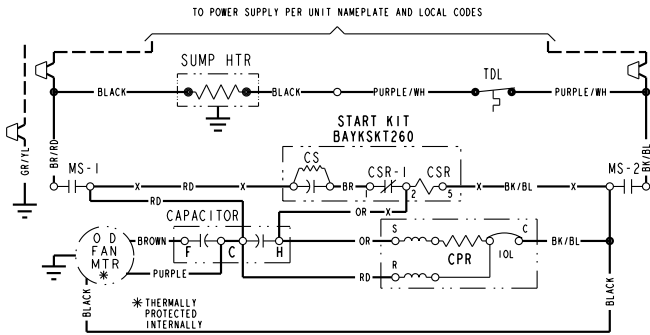 TO POWER SUPPLY PER UNIT NAMEPLATE AND LOCAL CODES
SUMP HTR
TDL
BLACK
BLACK
PURPLE/WH
PURPLE/WH
START KIT
BAYKSKT260
GR/YL
BR/RD
BK/BL
MS-1
CS
CSR-1
CSR
MS-2
X
RD
X
BR
1
2
5
X
BK/BL
X
RD
OR
X
CAPACITOR
O D
FAN
MTR
*
BROWN
F
C
H
OR
S
C
BK/BL
CPR
IOL
PURPLE
RD
R
BLACK
* THERMALLY
PROTECTED
INTERNALLY
BLACK